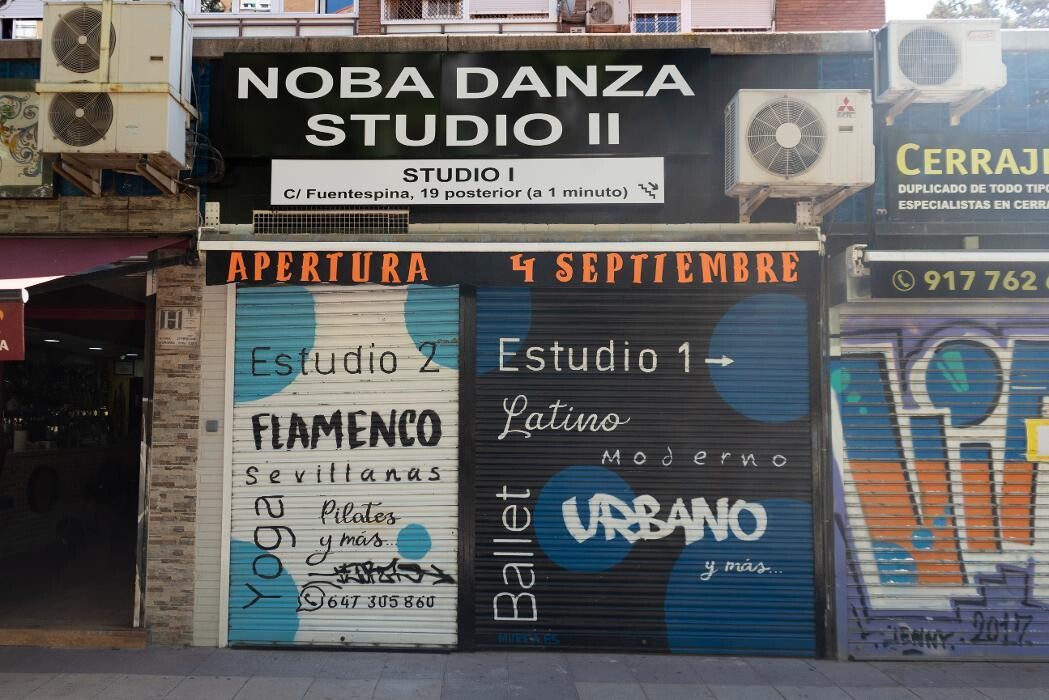 NOBA DANZA
STUDIO II
STUDIO I
C/ Fuentespina, 19 posterior (a 1 minuto)
CERRAJE
DUPLICADO DE TODO TIPO
ESPECIALISTAS EN CERRA
APERTURA 4 SEPTIEMBRE
917 762
Estudio 2
FLAMENCO
Sevillanas
Yoga
Pilates
y más...
647 305 860
Estudio 1 →
Latino
Moderno
Ballet
URBANO
y más...
JENNY. 2017